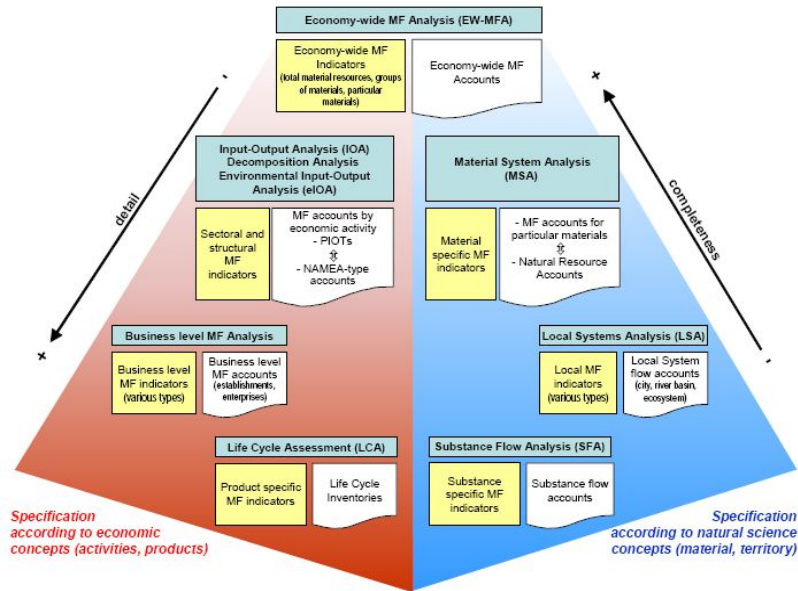 Economy-wide MF Analysis (EW-MFA)
Economy-wide MF
Indicators
(total material resources, groups
of materials, particular
materials)
Economy-wide MF
Accounts
-
+
detail
completeness
+
-
Input-Output Analysis (IOA)
Decomposition Analysis
Environmental Input-Output
Analysis (eIOA)
Sectoral and
structural MF
indicators
MF accounts by
economic activity
- PIOTs
- NAMEA-type
accounts
Material System Analysis
(MSA)
Material
specific MF
indicators
- MF accounts for
particular materials
- Natural Resource
Accounts
Business level MF Analysis
Business level
MF indicators
(various types)
Business level
MF accounts
(establishments,
enterprises)
Local Systems Analysis (LSA)
Local MF
indicators
(various types)
Local System
flow accounts
(city, river basin,
ecosystem)
Life Cycle Assessment (LCA)
Product specific
MF indicators
Life Cycle
Inventories
Substance Flow Analysis (SFA)
Substance
specific MF
indicators
Substance flow
accounts
Specification
according to economic
concepts (activities, products)
Specification
according to natural science
concepts (material, territory)